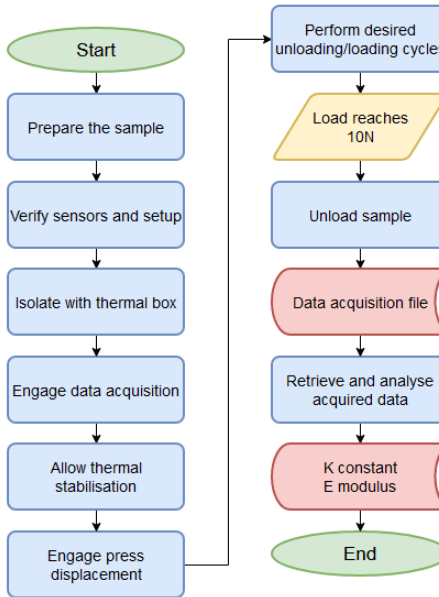 Start
Prepare the sample
Verify sensors and setup
Isolate with thermal box
Engage data acquisition
Allow thermal
stabilisation
Engage press
displacement
Perform desired
unloading/loading cycles
Load reaches
10N
Unload sample
Data acquisition file
Retrieve and analyse
acquired data
K constant
E modulus
End